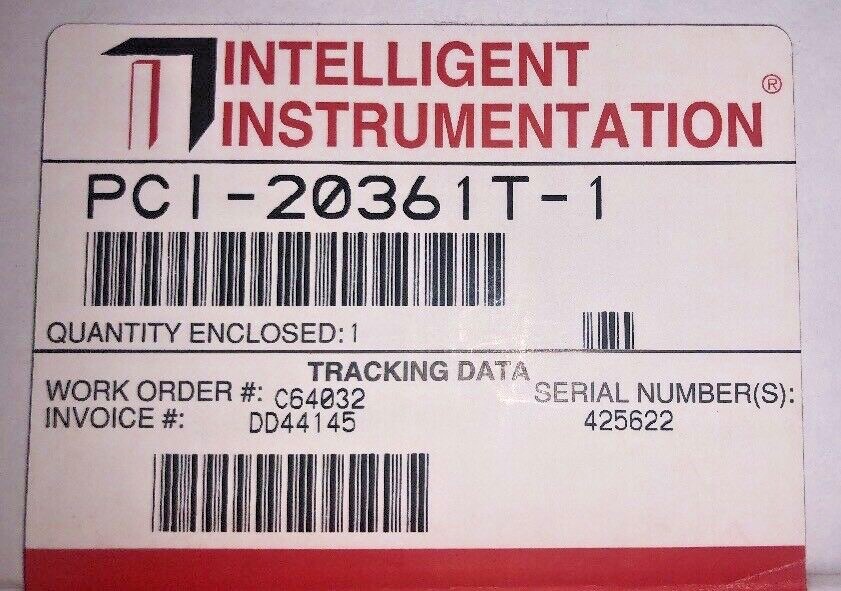 INTELLIGENT
INSTRUMENTATION ®
PCI-20361T-1
QUANTITY ENCLOSED: 1
TRACKING DATA
WORK ORDER #: C64032
INVOICE #: DD44145
SERIAL NUMBER(S):
425622